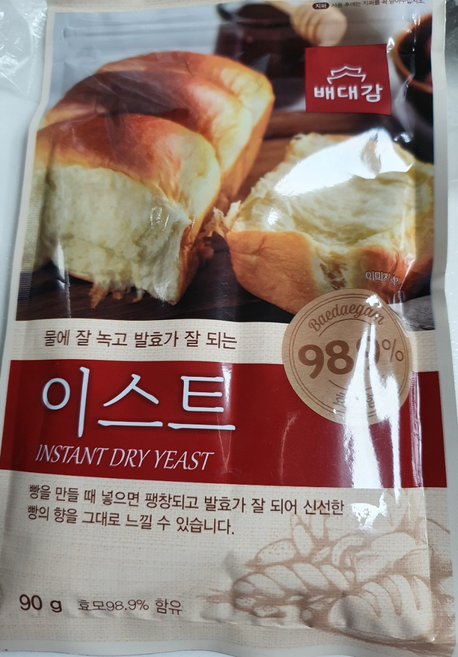 배대감
물에 잘 녹고 발효가 잘 되는
Baedaegam
98.9%
이스트
INSTANT DRY YEAST
빵을 만들 때 넣으면 팽창되고 발효가 잘 되어 신선한
빵의 향을 그대로 느낄 수 있습니다.
90 g 효모98.9% 함유